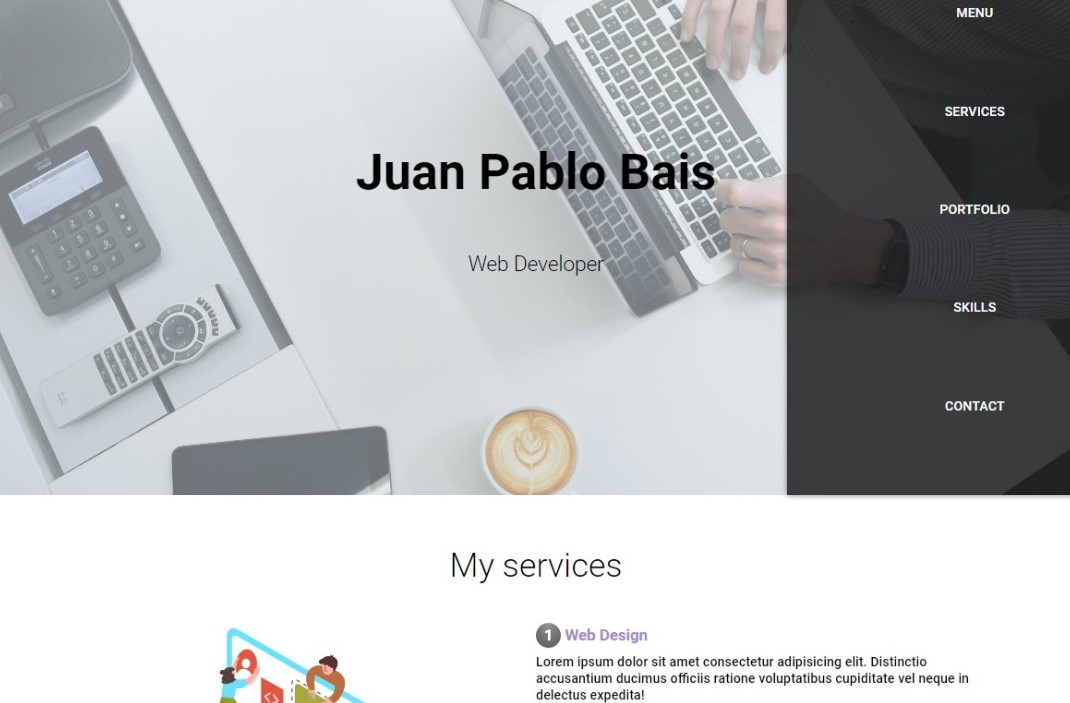 MENU
SERVICES
PORTFOLIO
SKILLS
CONTACT
Juan Pablo Bais
Web Developer
My services
1 Web Design
Lorem ipsum dolor sit amet consectetur adipisicing elit. Distinctio
accusantium ducimus officiis ratione voluptatibus cupiditate vel neque in
delectus expedita!